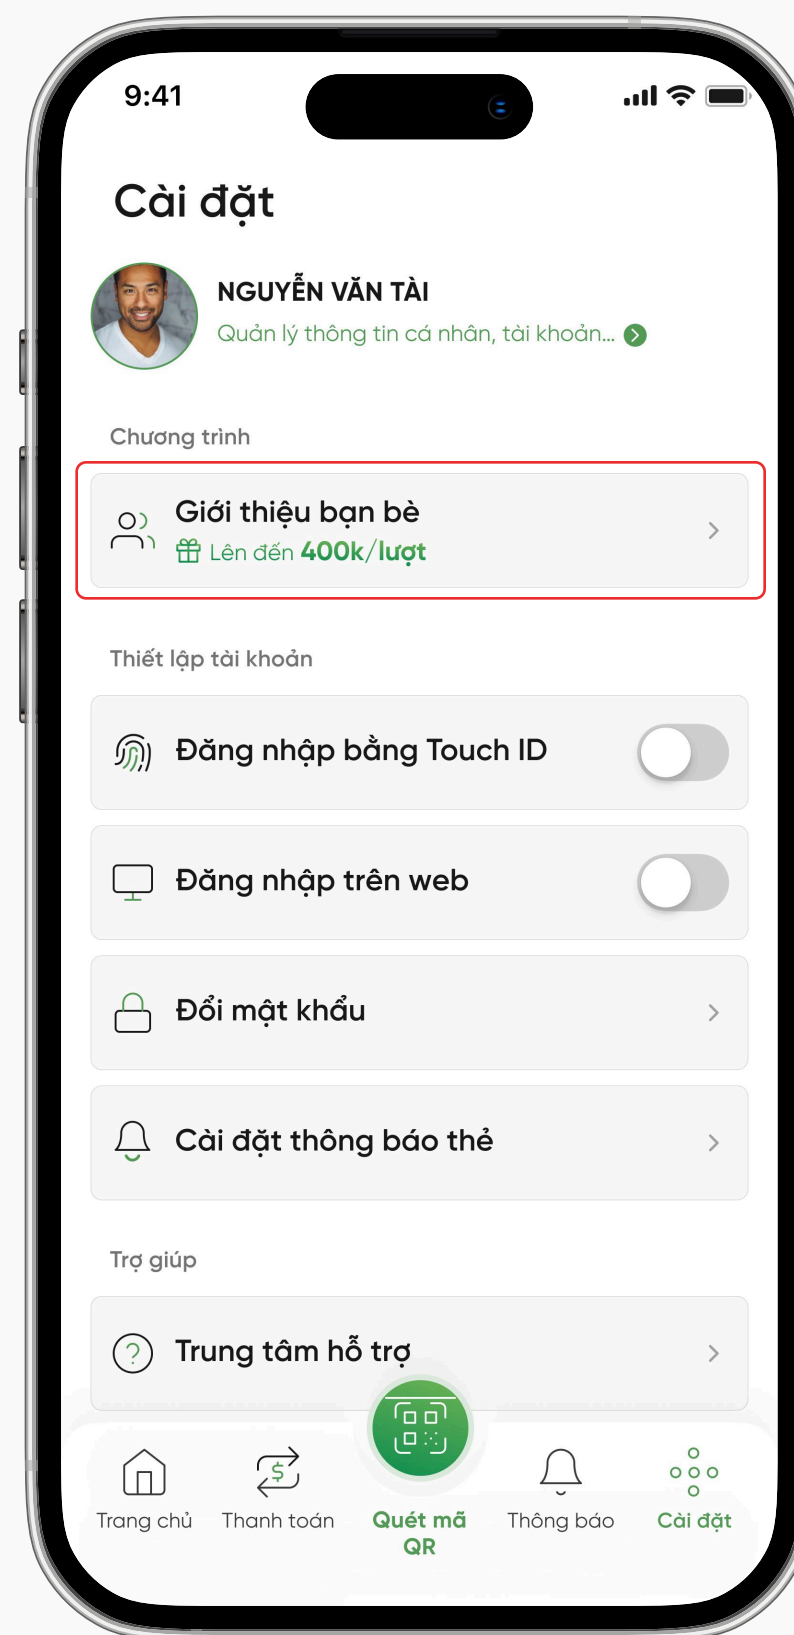 9:41
Cài đặt
NGUYỄN VĂN TÀI
Quản lý thông tin cá nhân, tài khoản...
Chương trình
Giới thiệu bạn bè
Lên đến 400k/lượt
Thiết lập tài khoản
Đăng nhập bằng Touch ID
Đăng nhập trên web
Đổi mật khẩu
Cài đặt thông báo thẻ
Trợ giúp
Trung tâm hỗ trợ
Trang chủ
Thanh toán
Quét mã
QR
Thông báo
Cài đặt